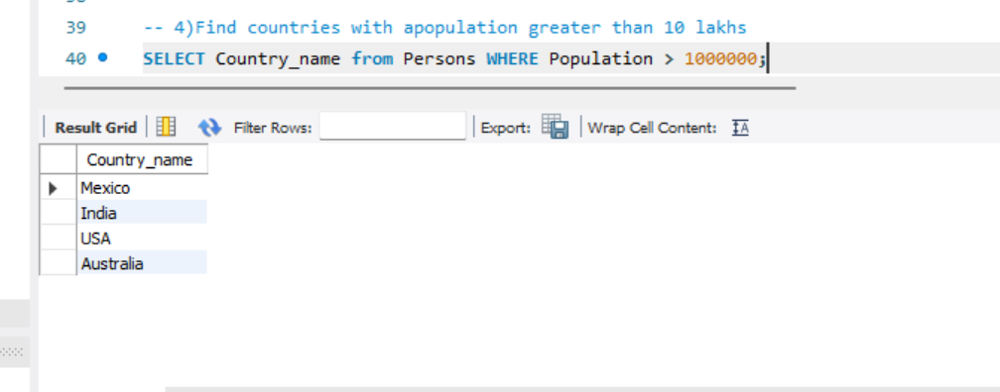 39 -- 4)Find countries with apopulation greater than 10 lakhs
40 SELECT Country_name from Persons WHERE Population > 1000000;
Result Grid Filter Rows: Export: Wrap Cell Content:
Country_name
Mexico
India
USA
Australia